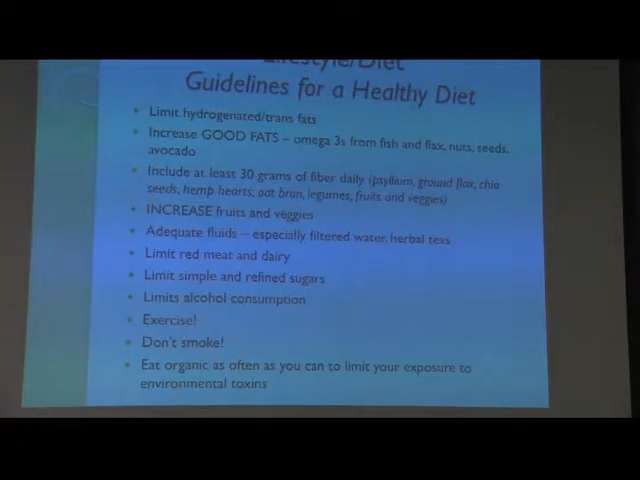 Lifestyle/Diet
Guidelines for a Healthy Diet
• Limit hydrogenated/trans fats
• Increase GOOD FATS – omega 3s from fish and flax, nuts, seeds,
avocado
• Include at least 30 grams of fiber daily (psyllium, ground flax, chia
seeds, hemp hearts, oat bran, legumes, fruits and veggies)
• INCREASE fruits and veggies
• Adequate fluids – especially filtered water, herbal teas
• Limit red meat and dairy
• Limit simple and refined sugars
• Limits alcohol consumption
• Exercise!
• Don't smoke!
• Eat organic as often as you can to limit your exposure to
environmental toxins